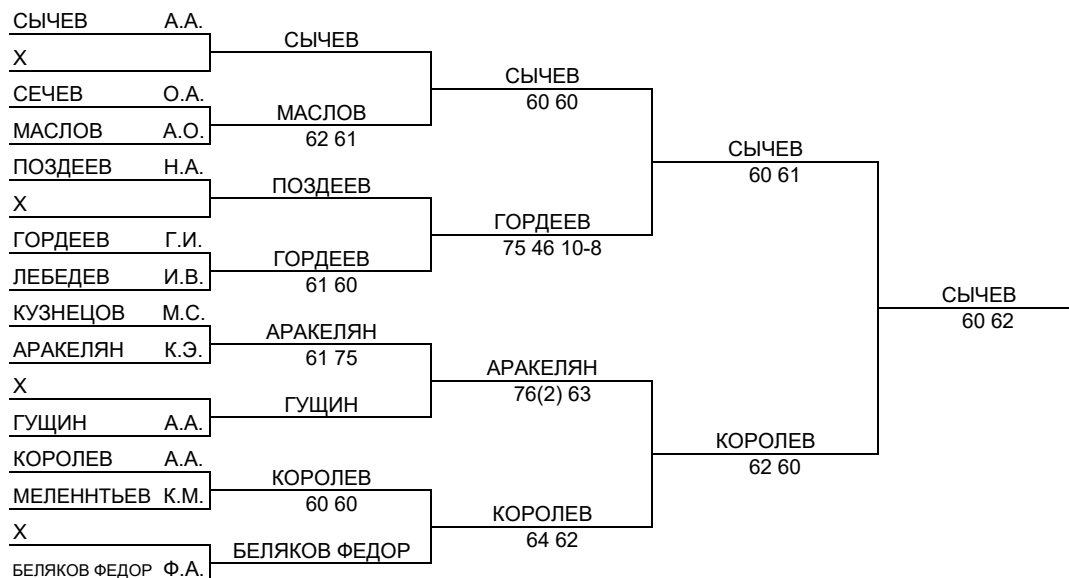 СЫЧЕВ А.А.
X
СЕЧЕВ О.А.
МАСЛОВ А.О.
ПОЗДЕЕВ Н.А.
X
ГОРДЕЕВ Г.И.
ЛЕБЕДЕВ И.В.
КУЗНЕЦОВ М.С.
АРАКЕЛЯН К.Э.
X
ГУЩИН А.А.
КОРОЛЕВ А.А.
МЕЛЕННТЬЕВ К.М.
X
БЕЛЯКОВ ФЕДОР Ф.А.
СЫЧЕВ
МАСЛОВ
62 61
ПОЗДЕЕВ
ГОРДЕЕВ
61 60
АРАКЕЛЯН
61 75
ГУЩИН
КОРОЛЕВ
60 60
БЕЛЯКОВ ФЕДОР
СЫЧЕВ
60 60
ГОРДЕЕВ
75 46 10-8
АРАКЕЛЯН
76(2) 63
КОРОЛЕВ
64 62
СЫЧЕВ
60 61
КОРОЛЕВ
62 60
СЫЧЕВ
60 62